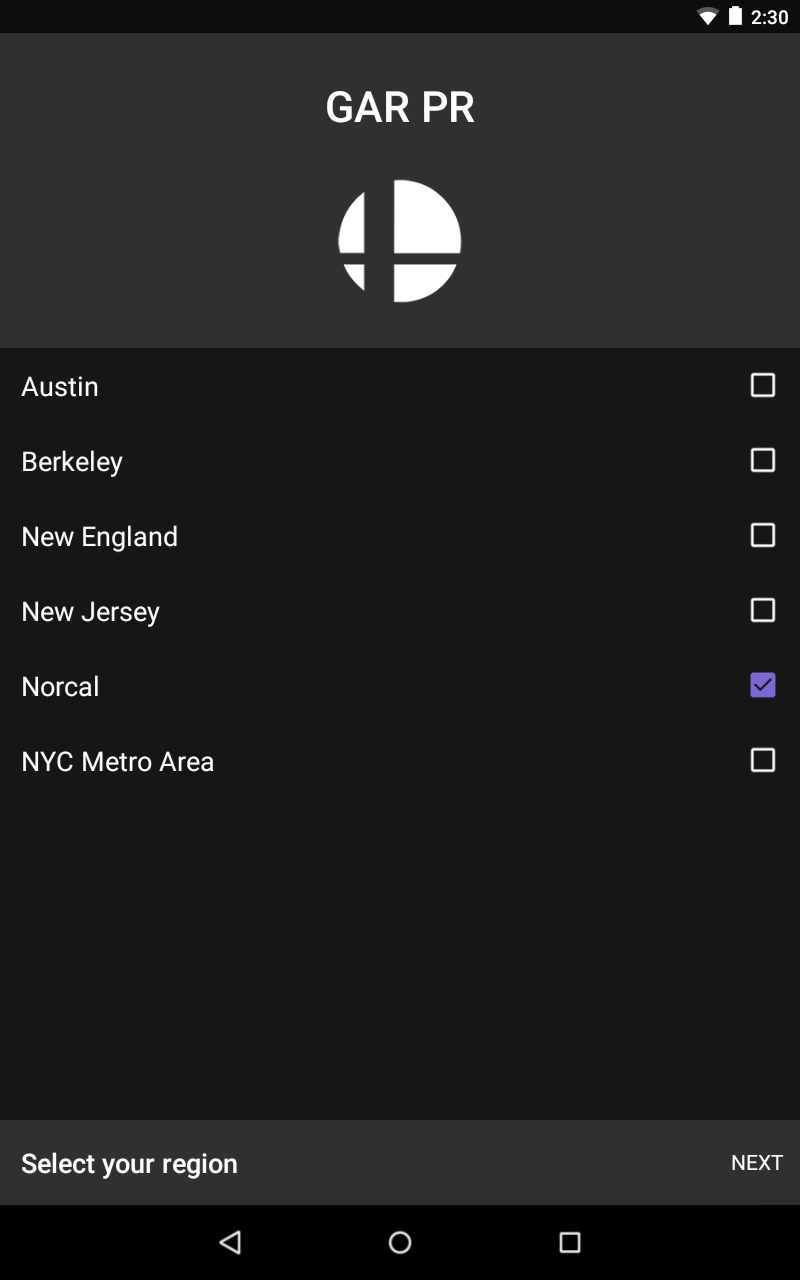 2:30
GAR PR
Austin
Berkeley
New England
New Jersey
Norcal
NYC Metro Area
Select your region
NEXT